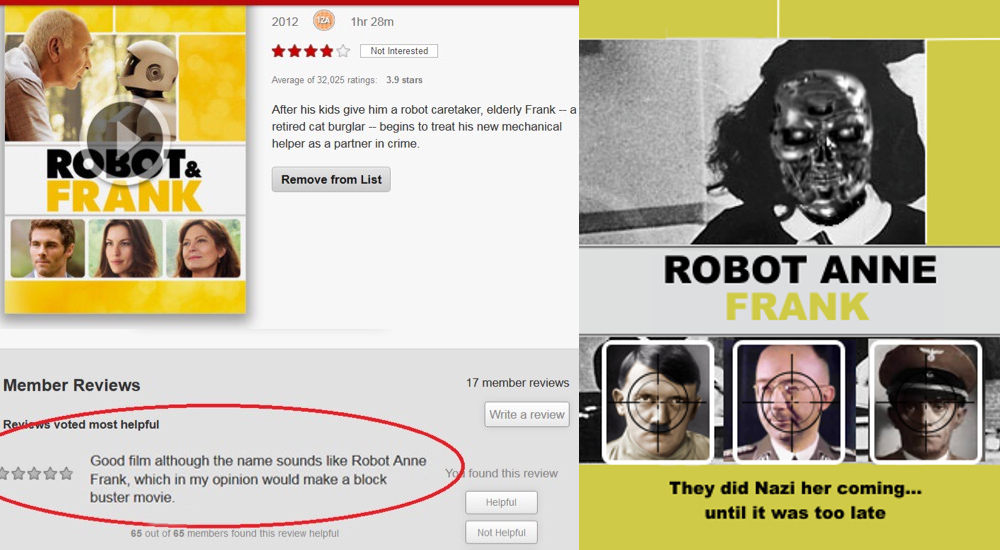 2012 12A 1hr 28m
Not Interested
Average of 32,025 ratings: 3.9 stars
After his kids give him a robot caretaker, elderly Frank -- a
retired cat burglar -- begins to treat his new mechanical
helper as a partner in crime.
Remove from List
ROBOT &
FRANK
Member Reviews
17 member reviews
Write a review
Reviews voted most helpful
Good film although the name sounds like Robot Anne
Frank, which in my opinion would make a block
buster movie.
You found this review
Helpful
Not Helpful
65 out of 65 members found this review helpful
ROBOT ANNE
FRANK
They did Nazi her coming...
until it was too late